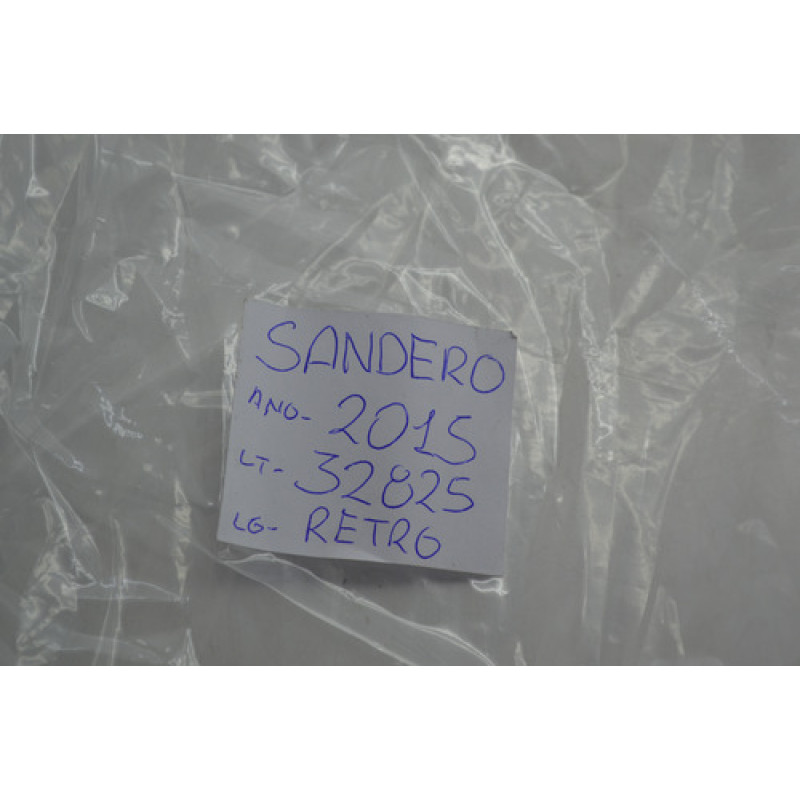 SANDERO
ANO- 2015
LT- 32825
LG- RETRO